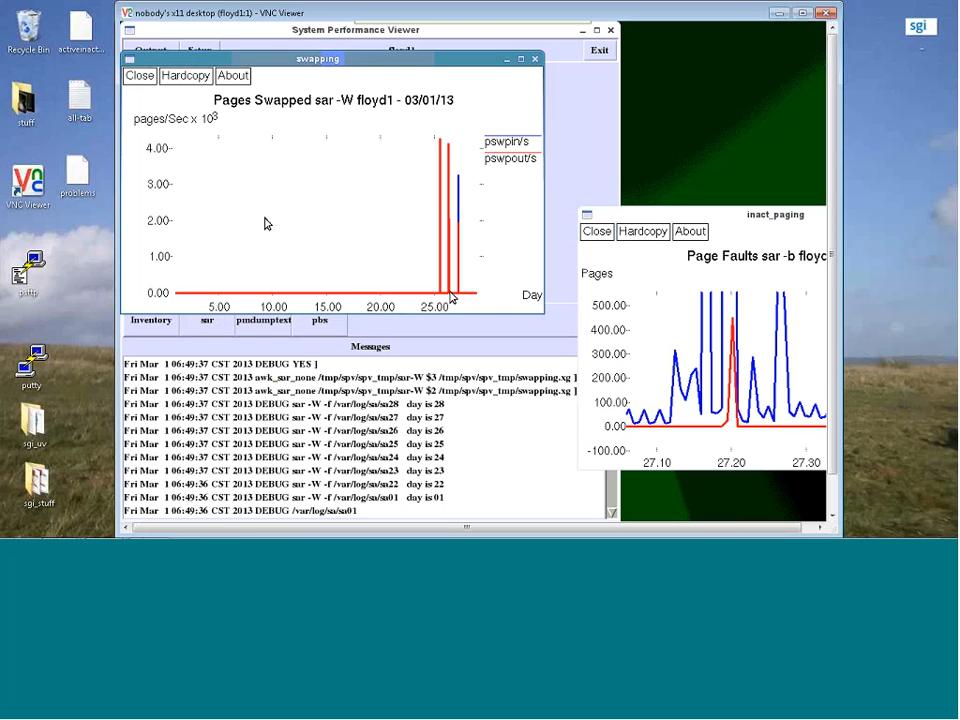 Recycle Bin
activeinact...
stuff
all-tab
VNC Viewer
problems
psftp
putty
sgi_uv
sgi_stuff
sgi
nobody's x11 desktop (floyd1:1) - VNC Viewer
System Performance Viewer
Exit
swapping
Close Hardcopy About
Pages Swapped sar -W floyd1 - 03/01/13
pages/Sec x 10³
pswpin/s
pswpout/s
4.00
3.00
2.00
1.00
0.00
5.00 10.00 15.00 20.00 25.00
Day
inact_paging
Close Hardcopy About
Page Faults sar -b floyc
Pages
500.00
400.00
300.00
200.00
100.00
0.00
-100.00
27.10 27.20 27.30
Inventory sar pmdumptext pbs
Messages
Fri Mar 1 06:49:37 CST 2013 DEBUG YES ]
Fri Mar 1 06:49:37 CST 2013 awk_sar_none /tmp/spv/spv_tmp/sar-W $3 /tmp/spv/spv_tmp/swapping.xg ]
Fri Mar 1 06:49:37 CST 2013 awk_sar_none /tmp/spv/spv_tmp/sar-W $2 /tmp/spv/spv_tmp/swapping.xg ]
Fri Mar 1 06:49:37 CST 2013 DEBUG sar -W -f /var/log/sa/sa28 day is 28
Fri Mar 1 06:49:37 CST 2013 DEBUG sar -W -f /var/log/sa/sa27 day is 27
Fri Mar 1 06:49:37 CST 2013 DEBUG sar -W -f /var/log/sa/sa26 day is 26
Fri Mar 1 06:49:37 CST 2013 DEBUG sar -W -f /var/log/sa/sa25 day is 25
Fri Mar 1 06:49:37 CST 2013 DEBUG sar -W -f /var/log/sa/sa24 day is 24
Fri Mar 1 06:49:37 CST 2013 DEBUG sar -W -f /var/log/sa/sa23 day is 23
Fri Mar 1 06:49:36 CST 2013 DEBUG sar -W -f /var/log/sa/sa22 day is 22
Fri Mar 1 06:49:36 CST 2013 DEBUG sar -W -f /var/log/sa/sa01 day is 01
Fri Mar 1 06:49:36 CST 2013 DEBUG /var/log/sa/sa01